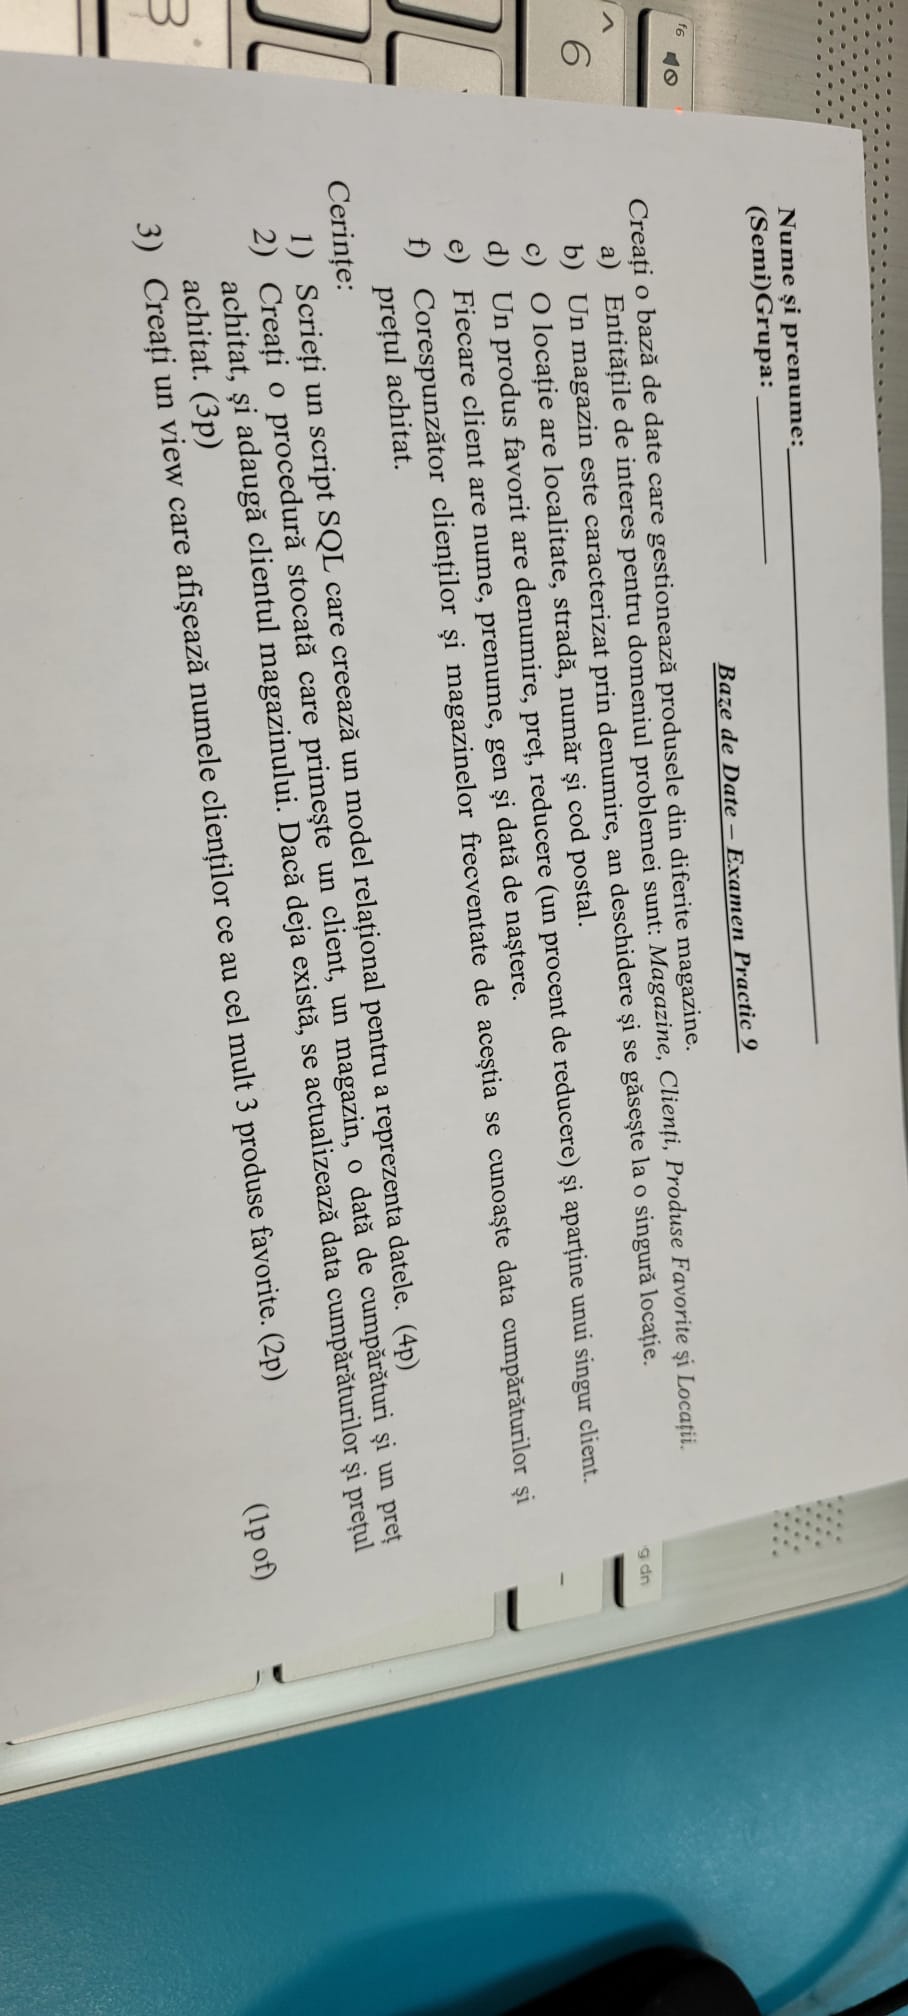 Nume și prenume:
(Semi)Grupa:
Baze de Date – Examen Practic 9
Creați o bază de date care gestionează produsele din diferite magazine.
a) Entitățile de interes pentru domeniul problemei sunt: Magazine, Clienți, Produse Favorite și Locații.
b) Un magazin este caracterizat prin denumire, an deschidere și se găsește la o singură locație.
c) O locație are localitate, stradă, număr și cod postal.
d) Un produs favorit are denumire, preț, reducere (un procent de reducere) și aparține unui singur client.
e) Fiecare client are nume, prenume, gen și dată de naștere.
f) Corespunzător clienților și magazinelor frecventate de aceștia se cunoaște data cumpărăturilor și
prețul achitat.
Cerințe:
1) Scrieți un script SQL care creează un model relațional pentru a reprezenta datele. (4p)
2) Creați o procedură stocată care primește un client, un magazin, o dată de cumpărături și un preț
achitat, și adaugă clientul magazinului. Dacă deja există, se actualizează data cumpărăturilor și prețul
achitat. (3p)
3) Creați un view care afișează numele clienților ce au cel mult 3 produse favorite. (2p)
(1p of)
f6
6
g dn